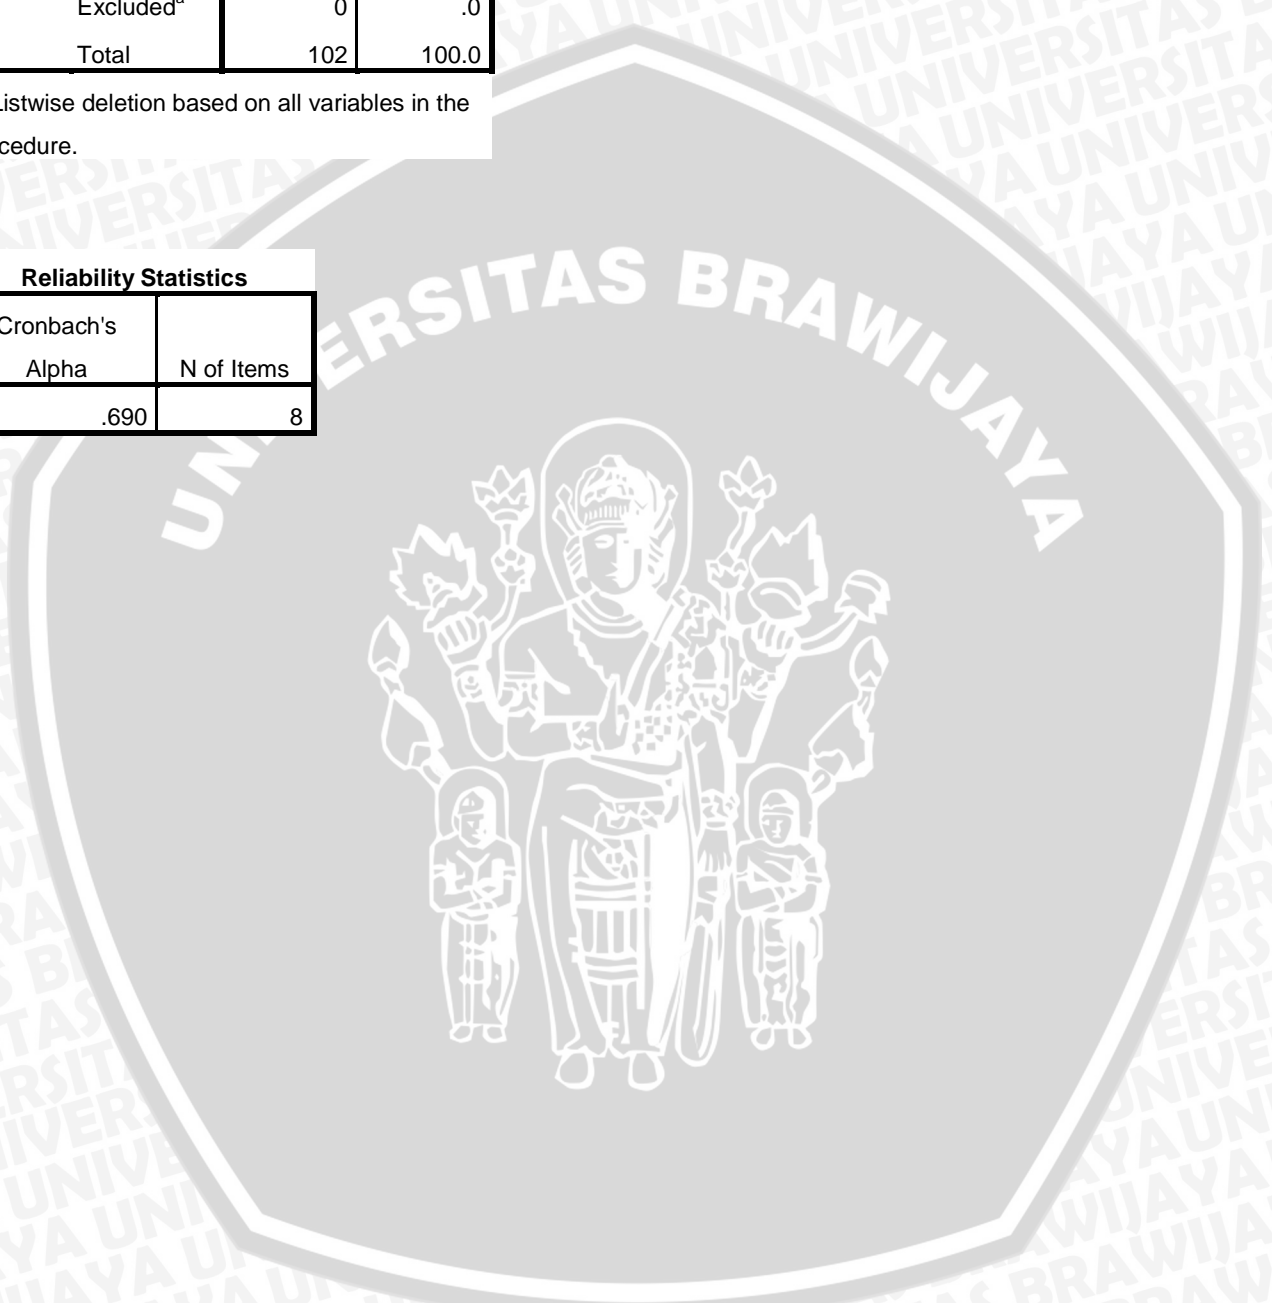 Excludedᵃ 0 .0
Total 102 100.0
Listwise deletion based on all variables in the
cedure.
Reliability Statistics
Cronbach's
Alpha N of Items
.690 8
UNIVERSITAS BRAWIJAYA